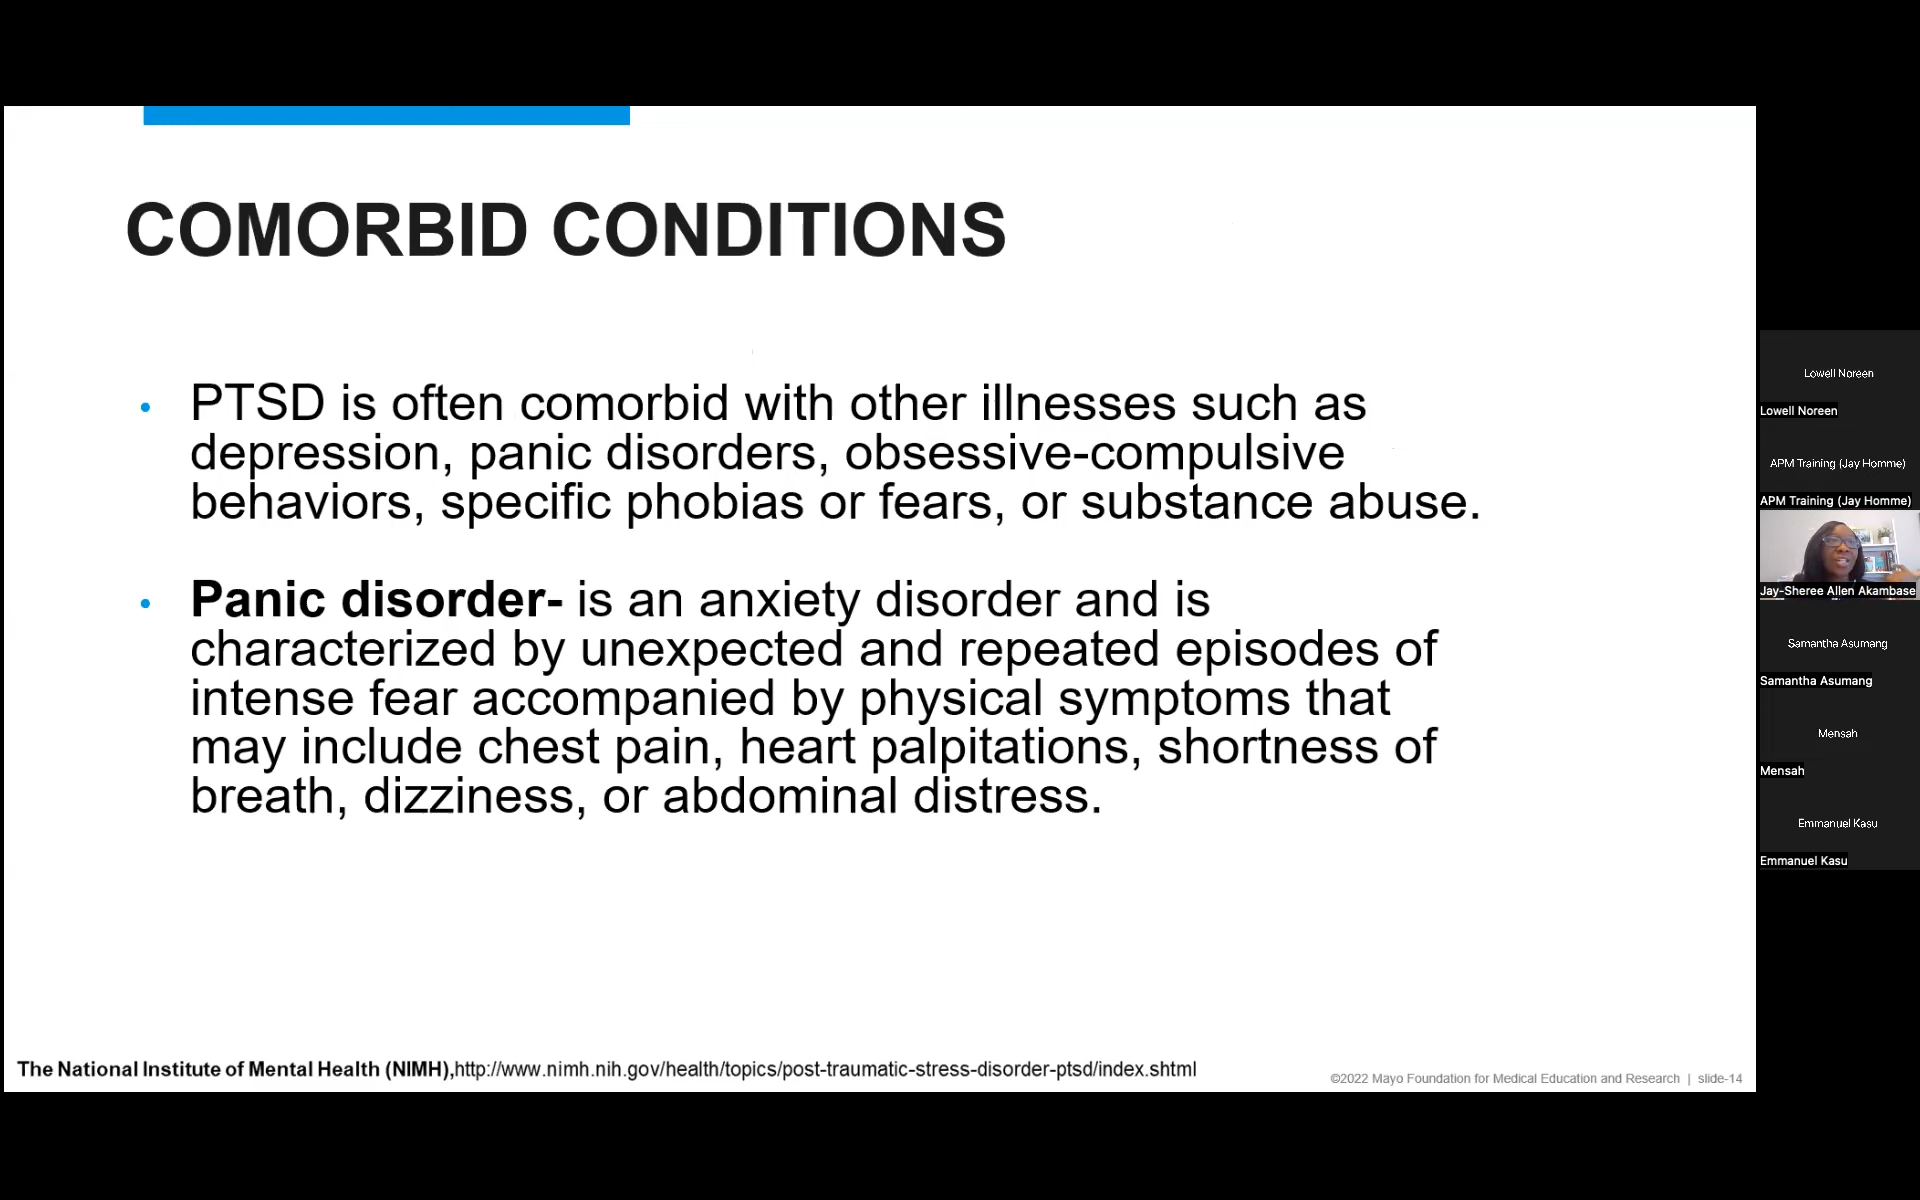 COMORBID CONDITIONS
• PTSD is often comorbid with other illnesses such as
depression, panic disorders, obsessive-compulsive
behaviors, specific phobias or fears, or substance abuse.
• Panic disorder- is an anxiety disorder and is
characterized by unexpected and repeated episodes of
intense fear accompanied by physical symptoms that
may include chest pain, heart palpitations, shortness of
breath, dizziness, or abdominal distress.
The National Institute of Mental Health (NIMH),http://www.nimh.nih.gov/health/topics/post-traumatic-stress-disorder-ptsd/index.shtml
©2022 Mayo Foundation for Medical Education and Research | slide-14
Lowell Noreen
Lowell Noreen
APM Training (Jay Homme)
APM Training (Jay Homme)
Jay-Sheree Allen Akambase
Samantha Asumang
Samantha Asumang
Mensah
Mensah
Emmanuel Kasu
Emmanuel Kasu